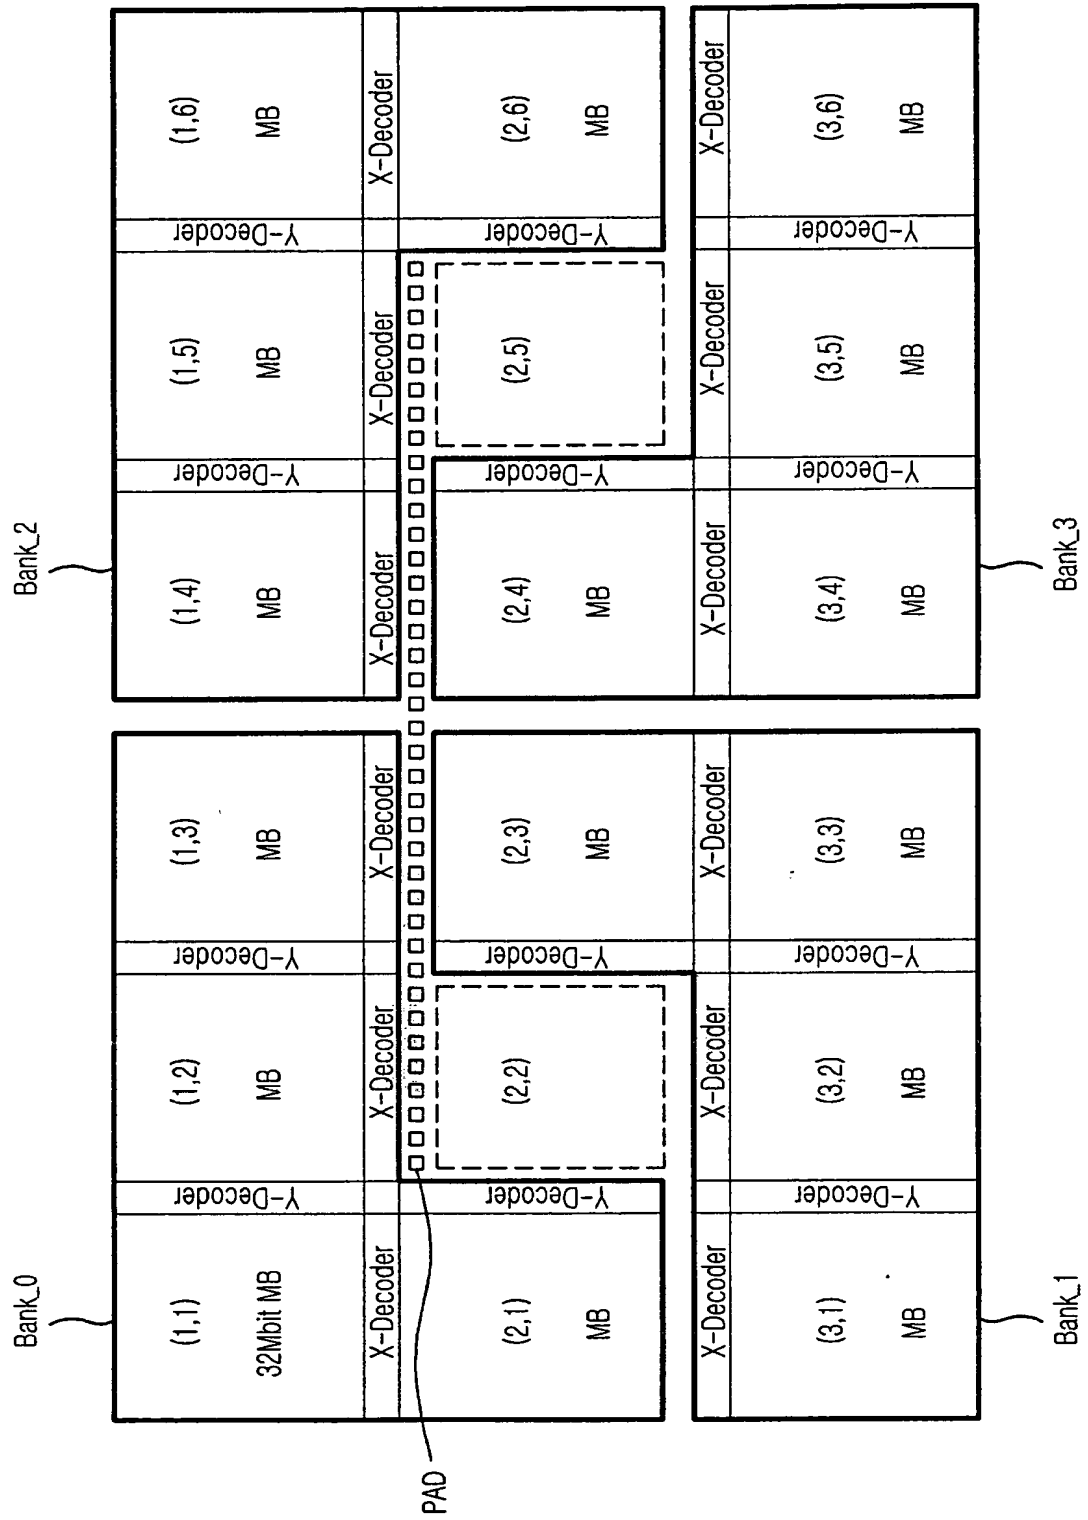 Bank_0 Bank_2
(1,1) (1,2) (1,3) (1,4) (1,5) (1,6)
Y-Decoder Y-Decoder Y-Decoder Y-Decoder
32Mbit MB MB MB MB MB MB
X-Decoder X-Decoder X-Decoder X-Decoder X-Decoder X-Decoder
PAD
(2,1) (2,2) (2,3) (2,4) (2,5) (2,6)
Y-Decoder Y-Decoder Y-Decoder Y-Decoder
MB MB MB MB
X-Decoder X-Decoder X-Decoder X-Decoder X-Decoder X-Decoder
(3,1) (3,2) (3,3) (3,4) (3,5) (3,6)
Y-Decoder Y-Decoder Y-Decoder Y-Decoder
MB MB MB MB MB MB
Bank_1 Bank_3